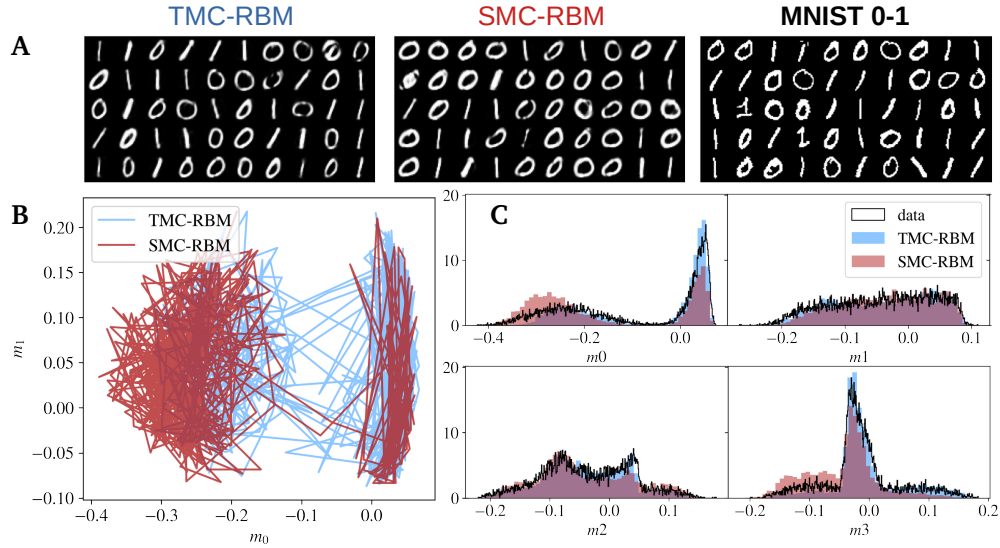 TMC-RBM
SMC-RBM
MNIST 0-1
A
B
TMC-RBM
SMC-RBM
0.20
0.15
0.10
0.05
0.00
−0.05
−0.10
m₁
−0.4
−0.3
−0.2
−0.1
0.0
m₀
C
data
TMC-RBM
SMC-RBM
20
10
0
−0.4
−0.2
0.0
m0
−0.2
−0.1
0.0
0.1
m1
20
10
0
−0.2
−0.1
0.0
0.1
m2
−0.2
−0.1
0.0
0.1
0.2
m3